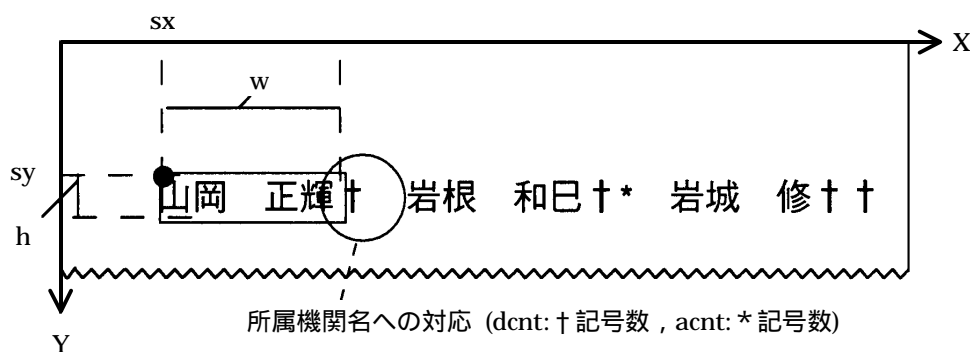 sx
X
w
sy
山岡 正輝† 岩根 和巳†* 岩城 修††
h
所属機関名への対応 (dcnt:†記号数 , acnt:*記号数)
Y